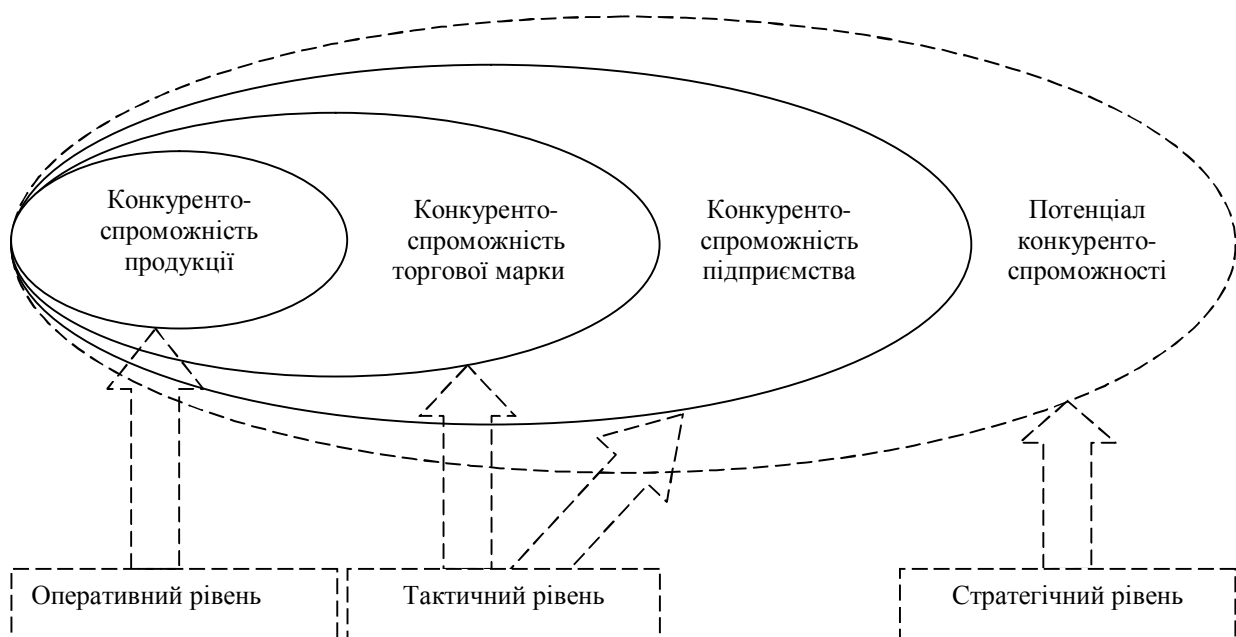 Конкуренто-
спроможність
продукції
Конкуренто-
спроможність
торгової марки
Конкуренто-
спроможність
підприємства
Потенціал
конкуренто-
спроможності
Оперативний рівень
Тактичний рівень
Стратегічний рівень